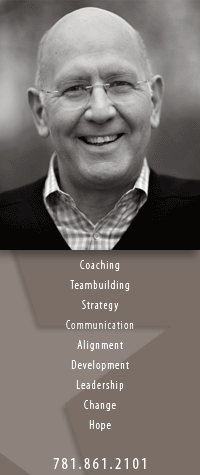 Coaching
Teambuilding
Strategy
Communication
Alignment
Development
Leadership
Change
Hope
781.861.2101